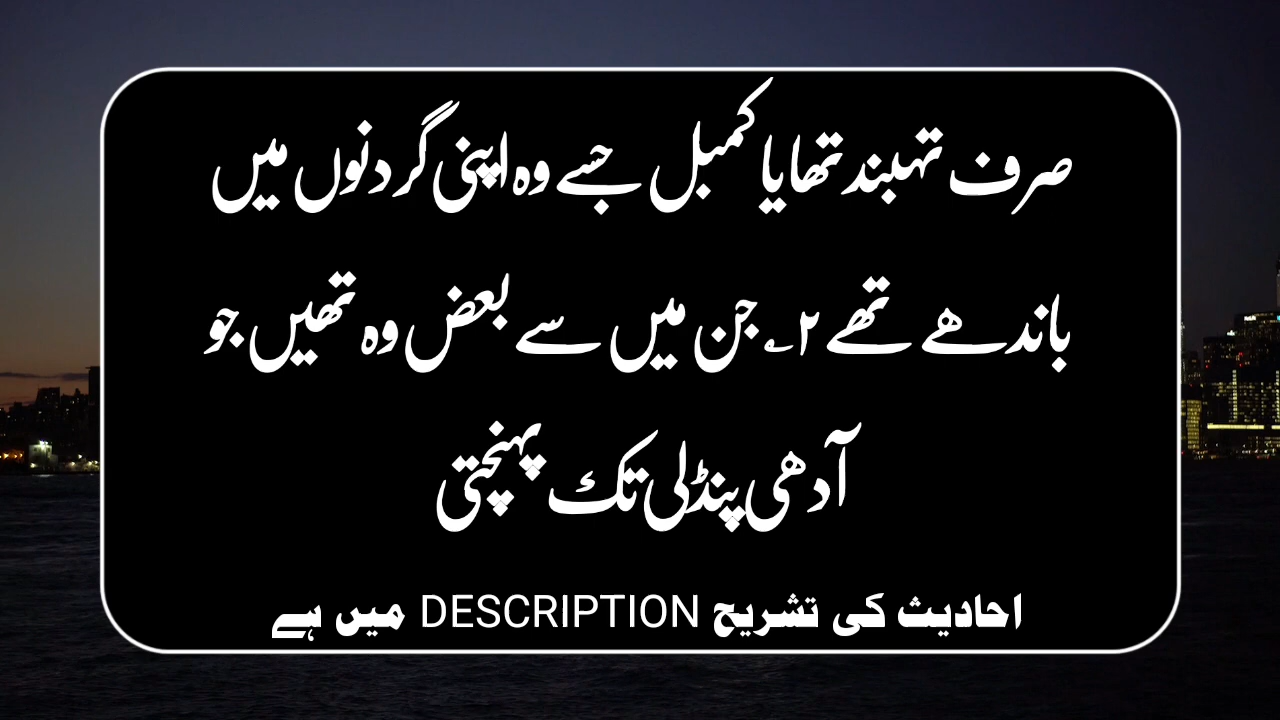 صرف تہبند تھا یا کمبل جسے وہ اپنی گردنوں میں
باندھے تھے ۲؎ جن میں سے بعض وہ تھیں جو
آدھی پنڈلی تک پہنچتی
احادیث کی تشریح DESCRIPTION میں ہے